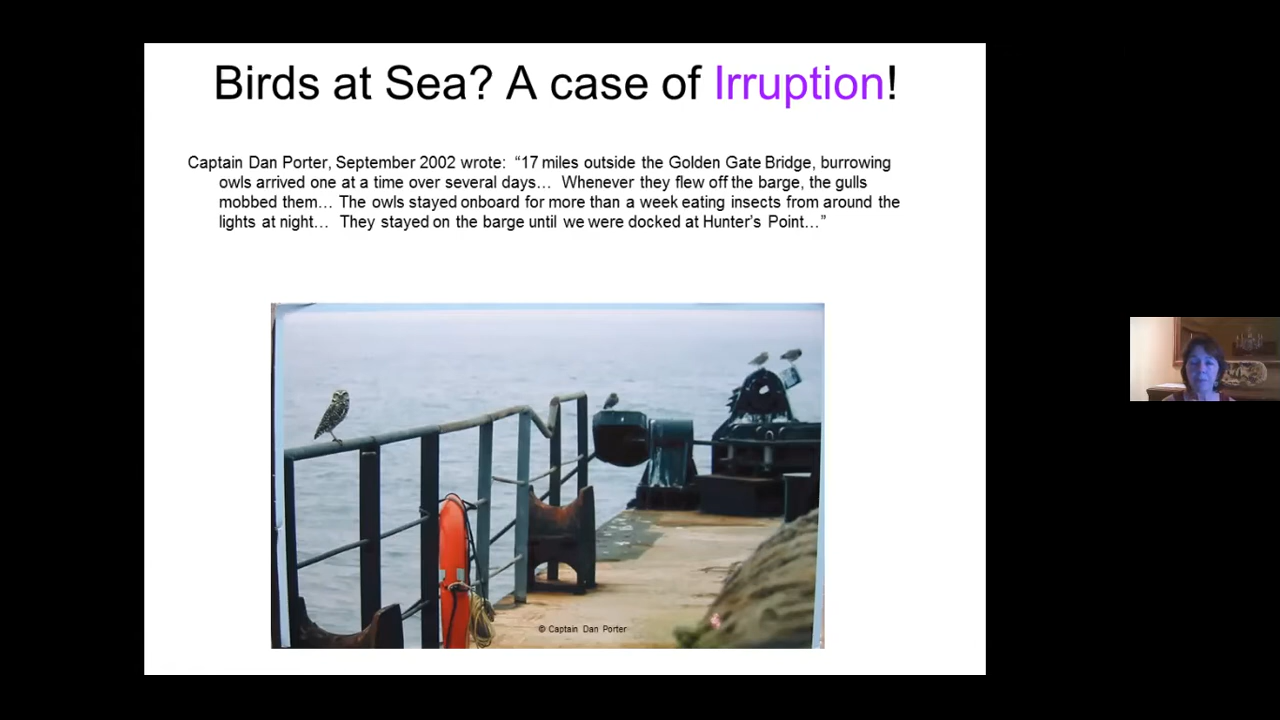 Birds at Sea? A case of Irruption!
Captain Dan Porter, September 2002 wrote: “17 miles outside the Golden Gate Bridge, burrowing
owls arrived one at a time over several days… Whenever they flew off the barge, the gulls
mobbed them… The owls stayed onboard for more than a week eating insects from around the
lights at night… They stayed on the barge until we were docked at Hunter’s Point…”
© Captain Dan Porter